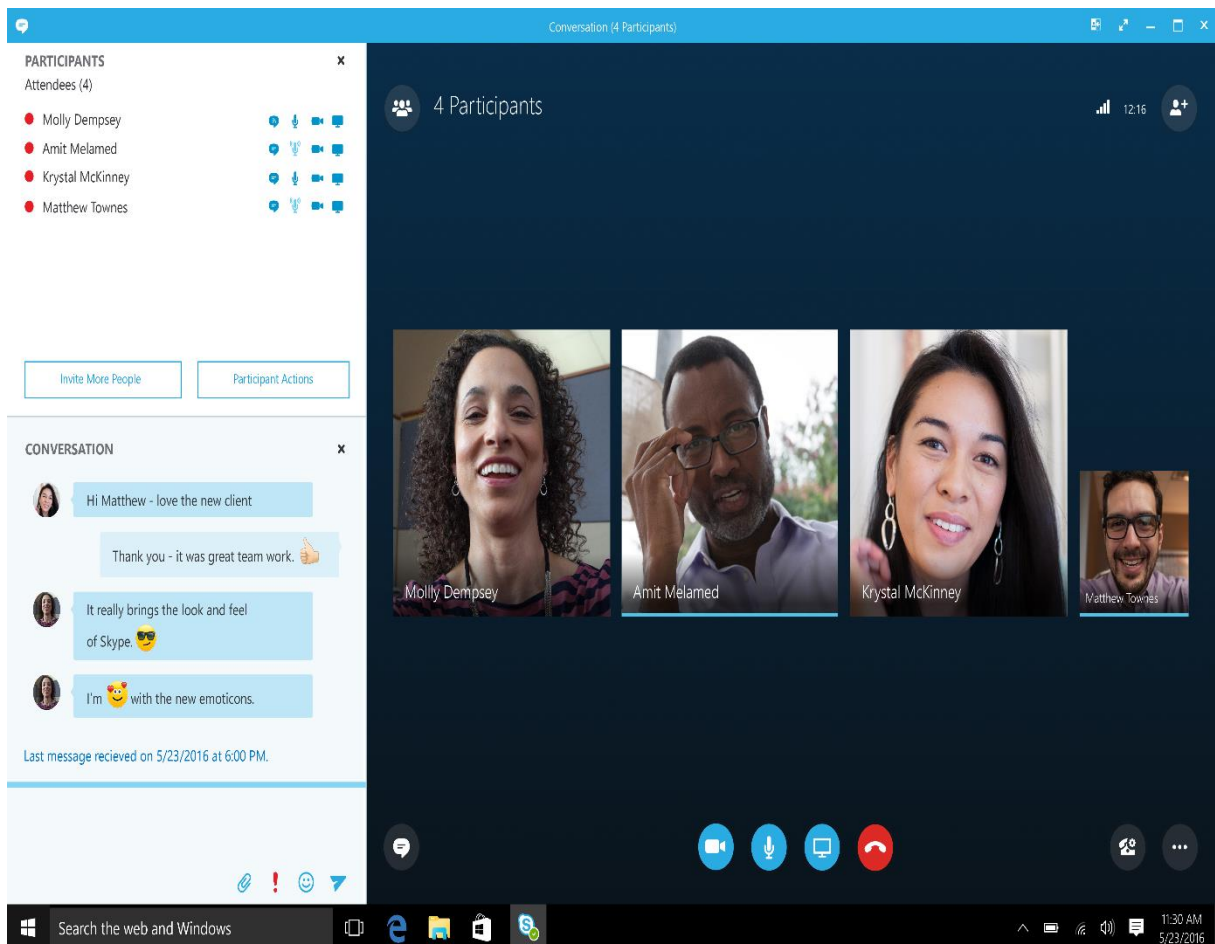 Conversation (4 Participants)
PARTICIPANTS
Attendees (4)
Molly Dempsey
Amit Melamed
Krystal McKinney
Matthew Townes
Invite More People
Participant Actions
CONVERSATION
Hi Matthew - love the new client
Thank you - it was great team work.
It really brings the look and feel
of Skype.
I'm with the new emoticons.
Last message recieved on 5/23/2016 at 6:00 PM.
4 Participants
12:16
Mollly Dempsey
Amit Melamed
Krystal McKinney
Matthew Townes
Search the web and Windows
11:30 AM
5/23/2016